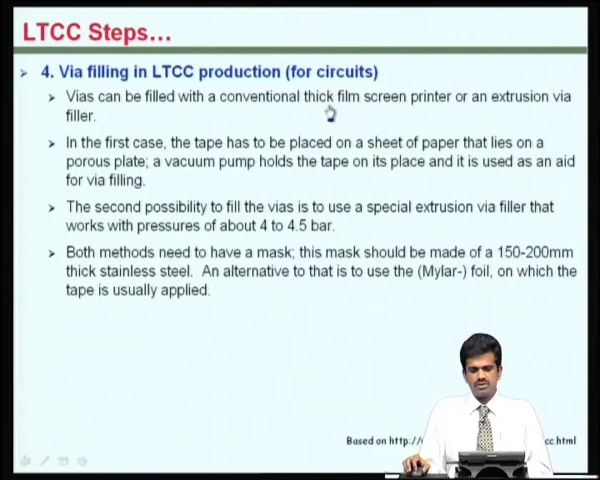 LTCC Steps…
4. Via filling in LTCC production (for circuits)
Vias can be filled with a conventional thick film screen printer or an extrusion via
filler.
In the first case, the tape has to be placed on a sheet of paper that lies on a
porous plate; a vacuum pump holds the tape on its place and it is used as an aid
for via filling.
The second possibility to fill the vias is to use a special extrusion via filler that
works with pressures of about 4 to 4.5 bar.
Both methods need to have a mask; this mask should be made of a 150-200mm
thick stainless steel. An alternative to that is to use the (Mylar-) foil, on which the
tape is usually applied.
Based on http:// cc.html